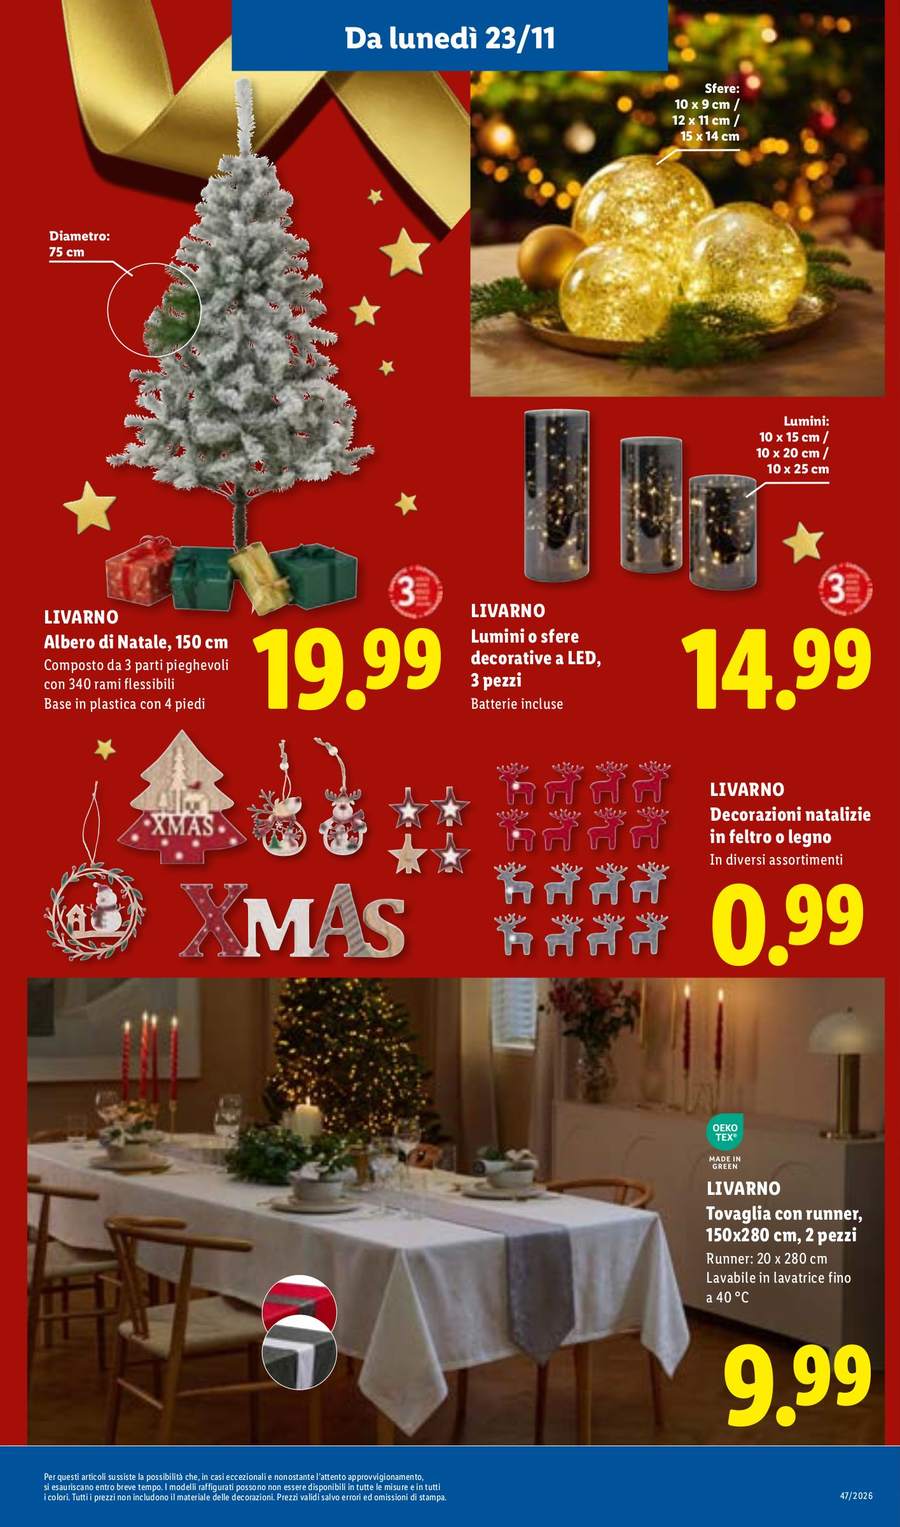 Da lunedì 23/11
Sfere:
10 x 9 cm /
12 x 11 cm /
15 x 14 cm
Diametro:
75 cm
Lumini:
10 x 15 cm /
10 x 20 cm /
10 x 25 cm
3
LIVARNO
Albero di Natale, 150 cm
Composto da 3 parti pieghevoli
con 340 rami flessibili
Base in plastica con 4 piedi
19.99
3
LIVARNO
Lumini o sfere
decorative a LED,
3 pezzi
Batterie incluse
14.99
XMAS
XMAS
LIVARNO
Decorazioni natalizie
in feltro o legno
In diversi assortimenti
0.99
OEKO
TEX®
MADE IN
GREEN
LIVARNO
Tovaglia con runner,
150x280 cm, 2 pezzi
Runner: 20 x 280 cm
Lavabile in lavatrice fino
a 40 °C
9.99
Per questi articoli sussiste la possibilità che, in casi eccezionali e nonostante l'attento approvvigionamento,
si esauriscano entro breve tempo. I modelli raffigurati possono non essere disponibili in tutte le misure e in tutti
i colori. Tutti i prezzi non includono il materiale delle decorazioni. Prezzi validi salvo errori ed omissioni di stampa.
47/2026